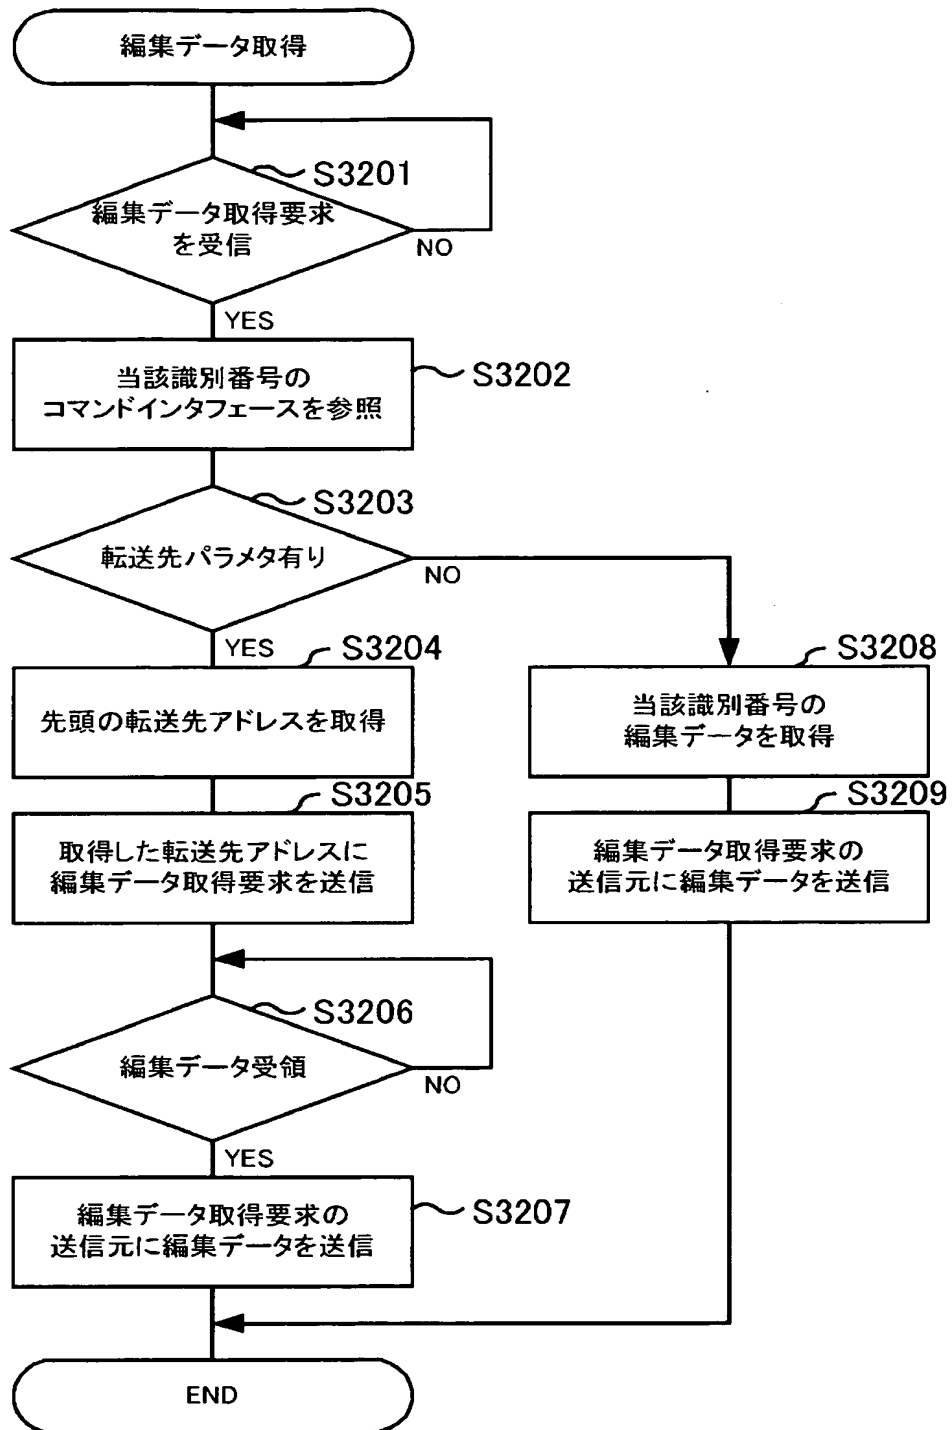 編集データ取得
S3201
編集データ取得要求
を受信
NO
YES
S3202
当該識別番号の
コマンドインタフェースを参照
S3203
転送先パラメタ有り
NO
YES
S3204
先頭の転送先アドレスを取得
S3208
当該識別番号の
編集データを取得
S3205
取得した転送先アドレスに
編集データ取得要求を送信
S3209
編集データ取得要求の
送信元に編集データを送信
S3206
編集データ受領
NO
YES
S3207
編集データ取得要求の
送信元に編集データを送信
END